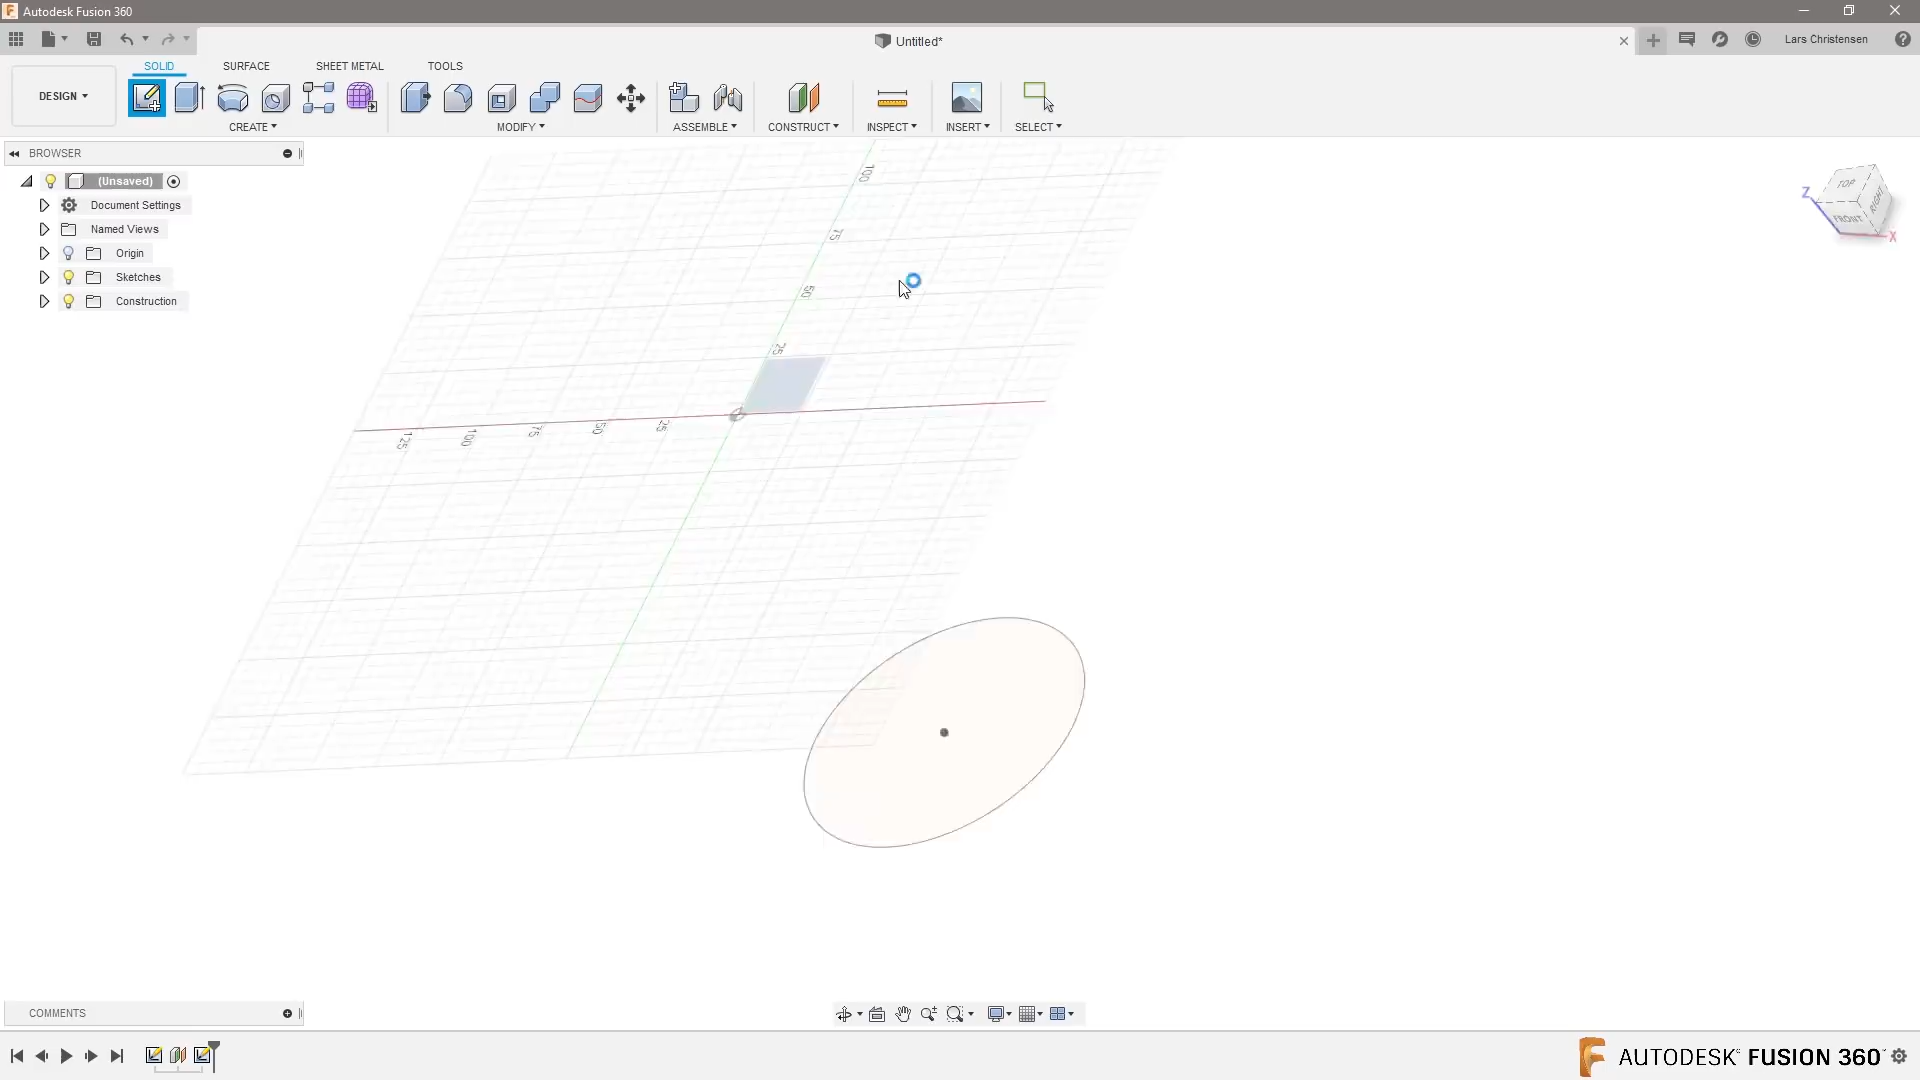 Autodesk Fusion 360
Untitled*
Lars Christensen
DESIGN
SOLID
SURFACE
SHEET METAL
TOOLS
CREATE
MODIFY
ASSEMBLE
CONSTRUCT
INSPECT
INSERT
SELECT
BROWSER
(Unsaved)
Document Settings
Named Views
Origin
Sketches
Construction
100
75
50
25
125
100
75
50
25
TOP
FRONT
RIGHT
Z
X
COMMENTS
AUTODESK® FUSION 360™